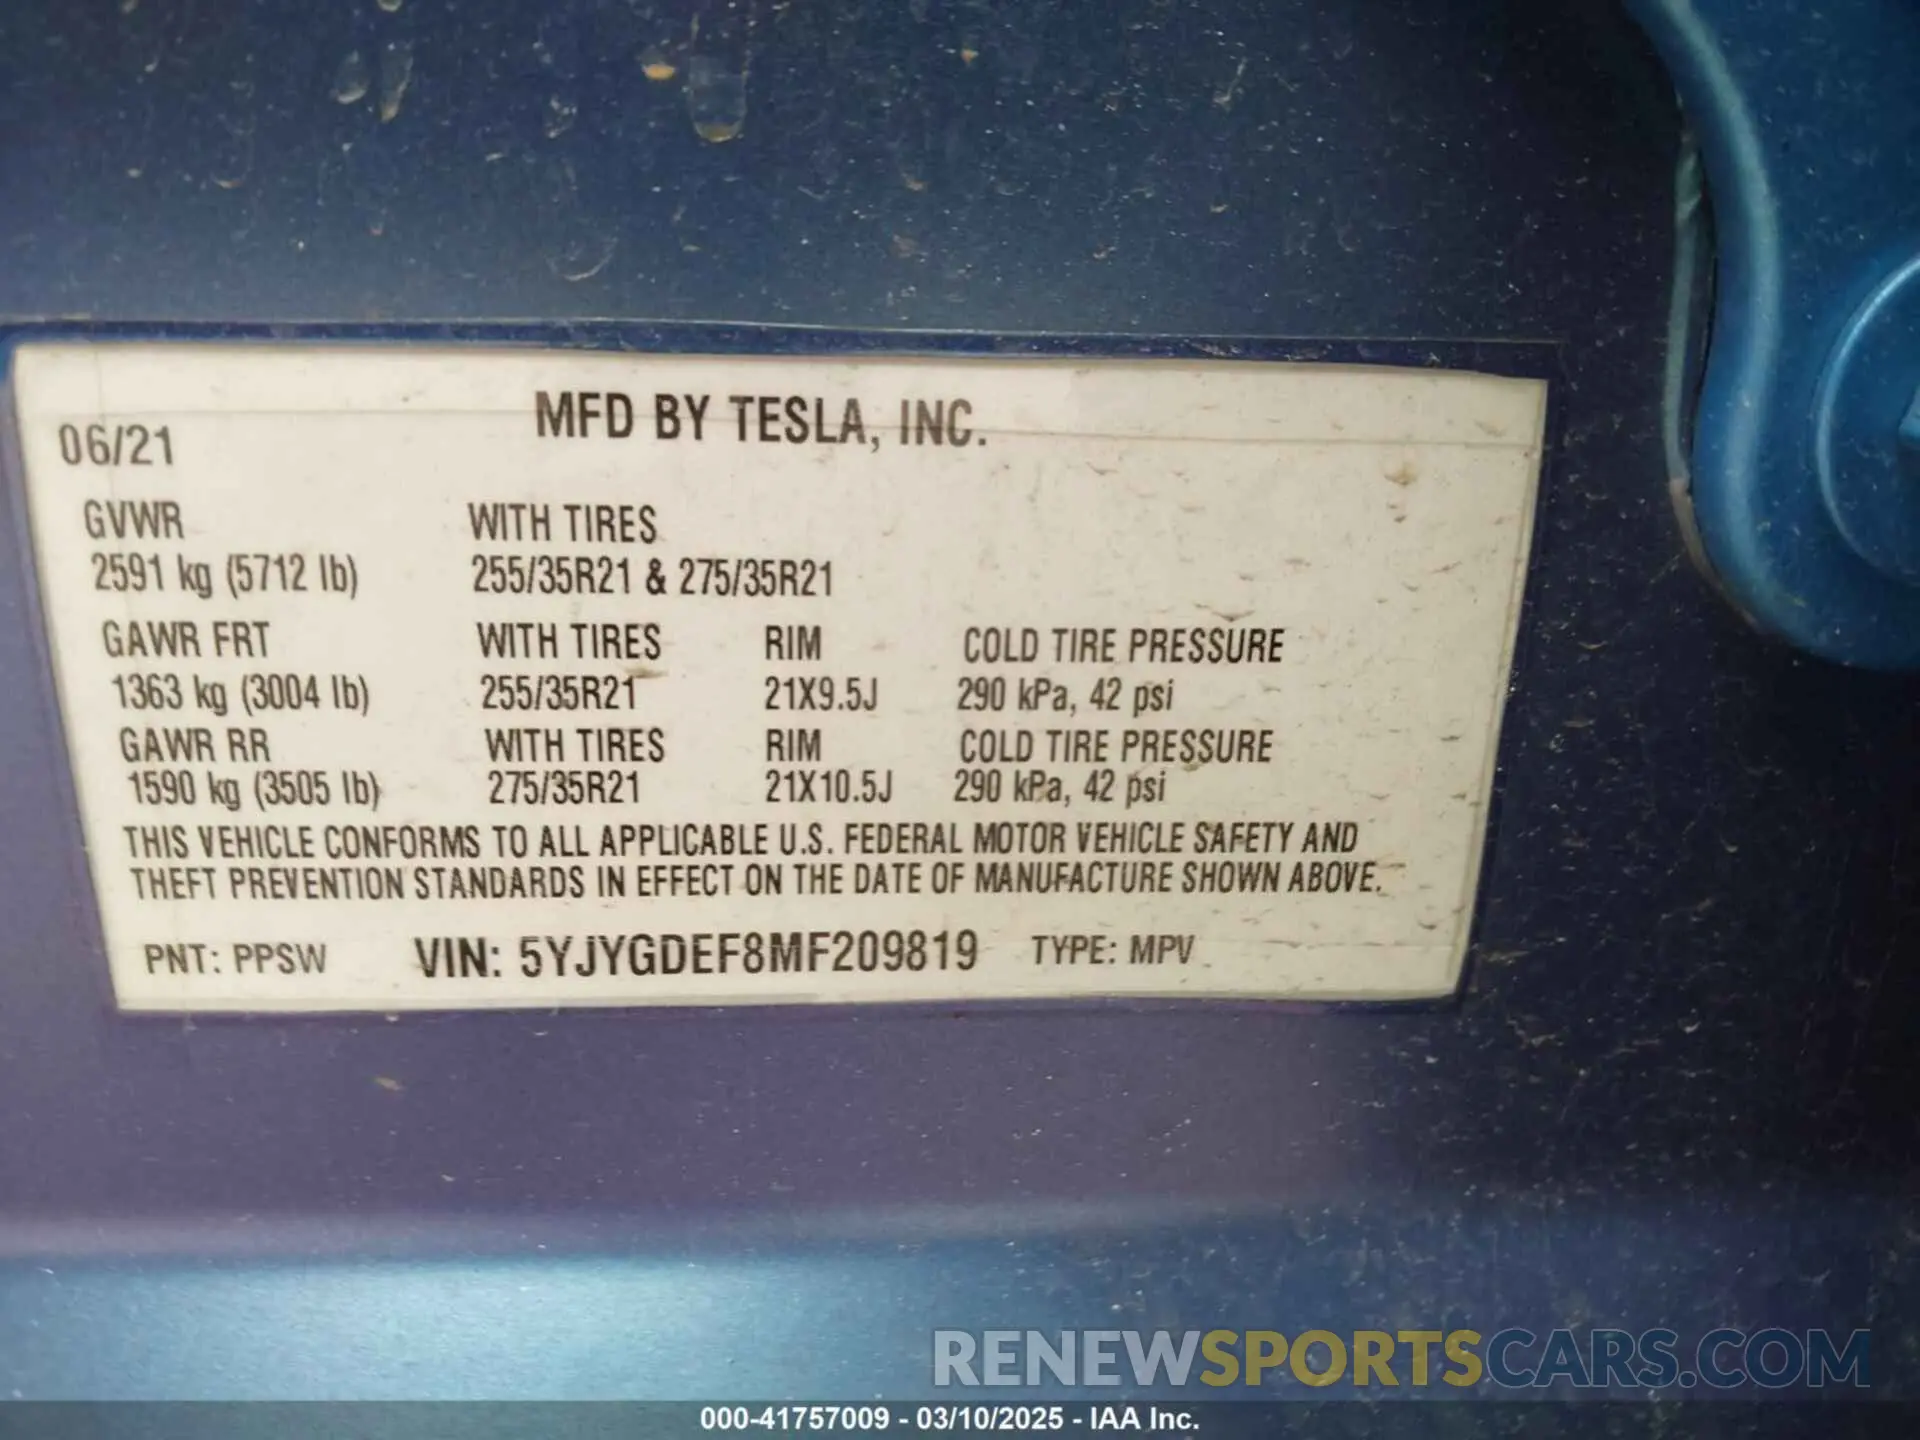 MFD BY TESLA, INC.
06/21
GVWR WITH TIRES
2591 kg (5712 lb) 255/35R21 & 275/35R21
GAWR FRT WITH TIRES RIM COLD TIRE PRESSURE
1363 kg (3004 lb) 255/35R21 21X9.5J 290 kPa, 42 psi
GAWR RR WITH TIRES RIM COLD TIRE PRESSURE
1590 kg (3505 lb) 275/35R21 21X10.5J 290 kPa, 42 psi
THIS VEHICLE CONFORMS TO ALL APPLICABLE U.S. FEDERAL MOTOR VEHICLE SAFETY AND
THEFT PREVENTION STANDARDS IN EFFECT ON THE DATE OF MANUFACTURE SHOWN ABOVE.
PNT: PPSW VIN: 5YJYGDEF8MF209819 TYPE: MPV
RENEWSPORTSCARS.COM
000-41757009 - 03/10/2025 - IAA Inc.